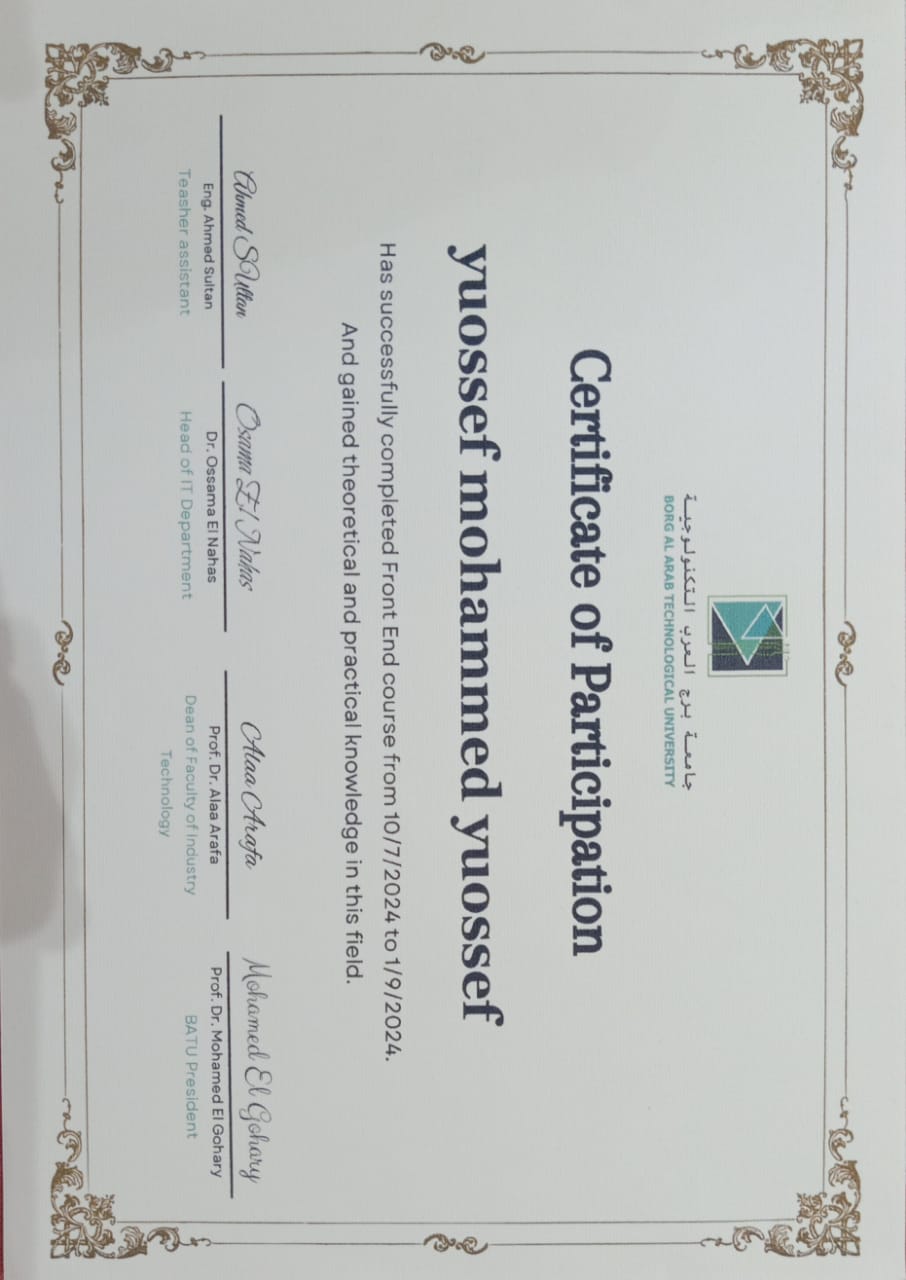 جامعة برج العرب التكنولوجية
BORG AL ARAB TECHNOLOGICAL UNIVERSITY
Certificate of Participation
yuossef mohammed yuossef
Has successfully completed Front End course from 10/7/2024 to 1/9/2024.
And gained theoretical and practical knowledge in this field.
Ahmed SUltan
Eng. Ahmed Sultan
Teasher assistant
Osama El Nahas
Dr. Ossama El Nahas
Head of IT Department
Alaa Arafa
Prof. Dr. Alaa Arafa
Dean of Faculty of Industry
Technology
Mohamed El Gohary
Prof. Dr. Mohamed El Gohary
BATU President